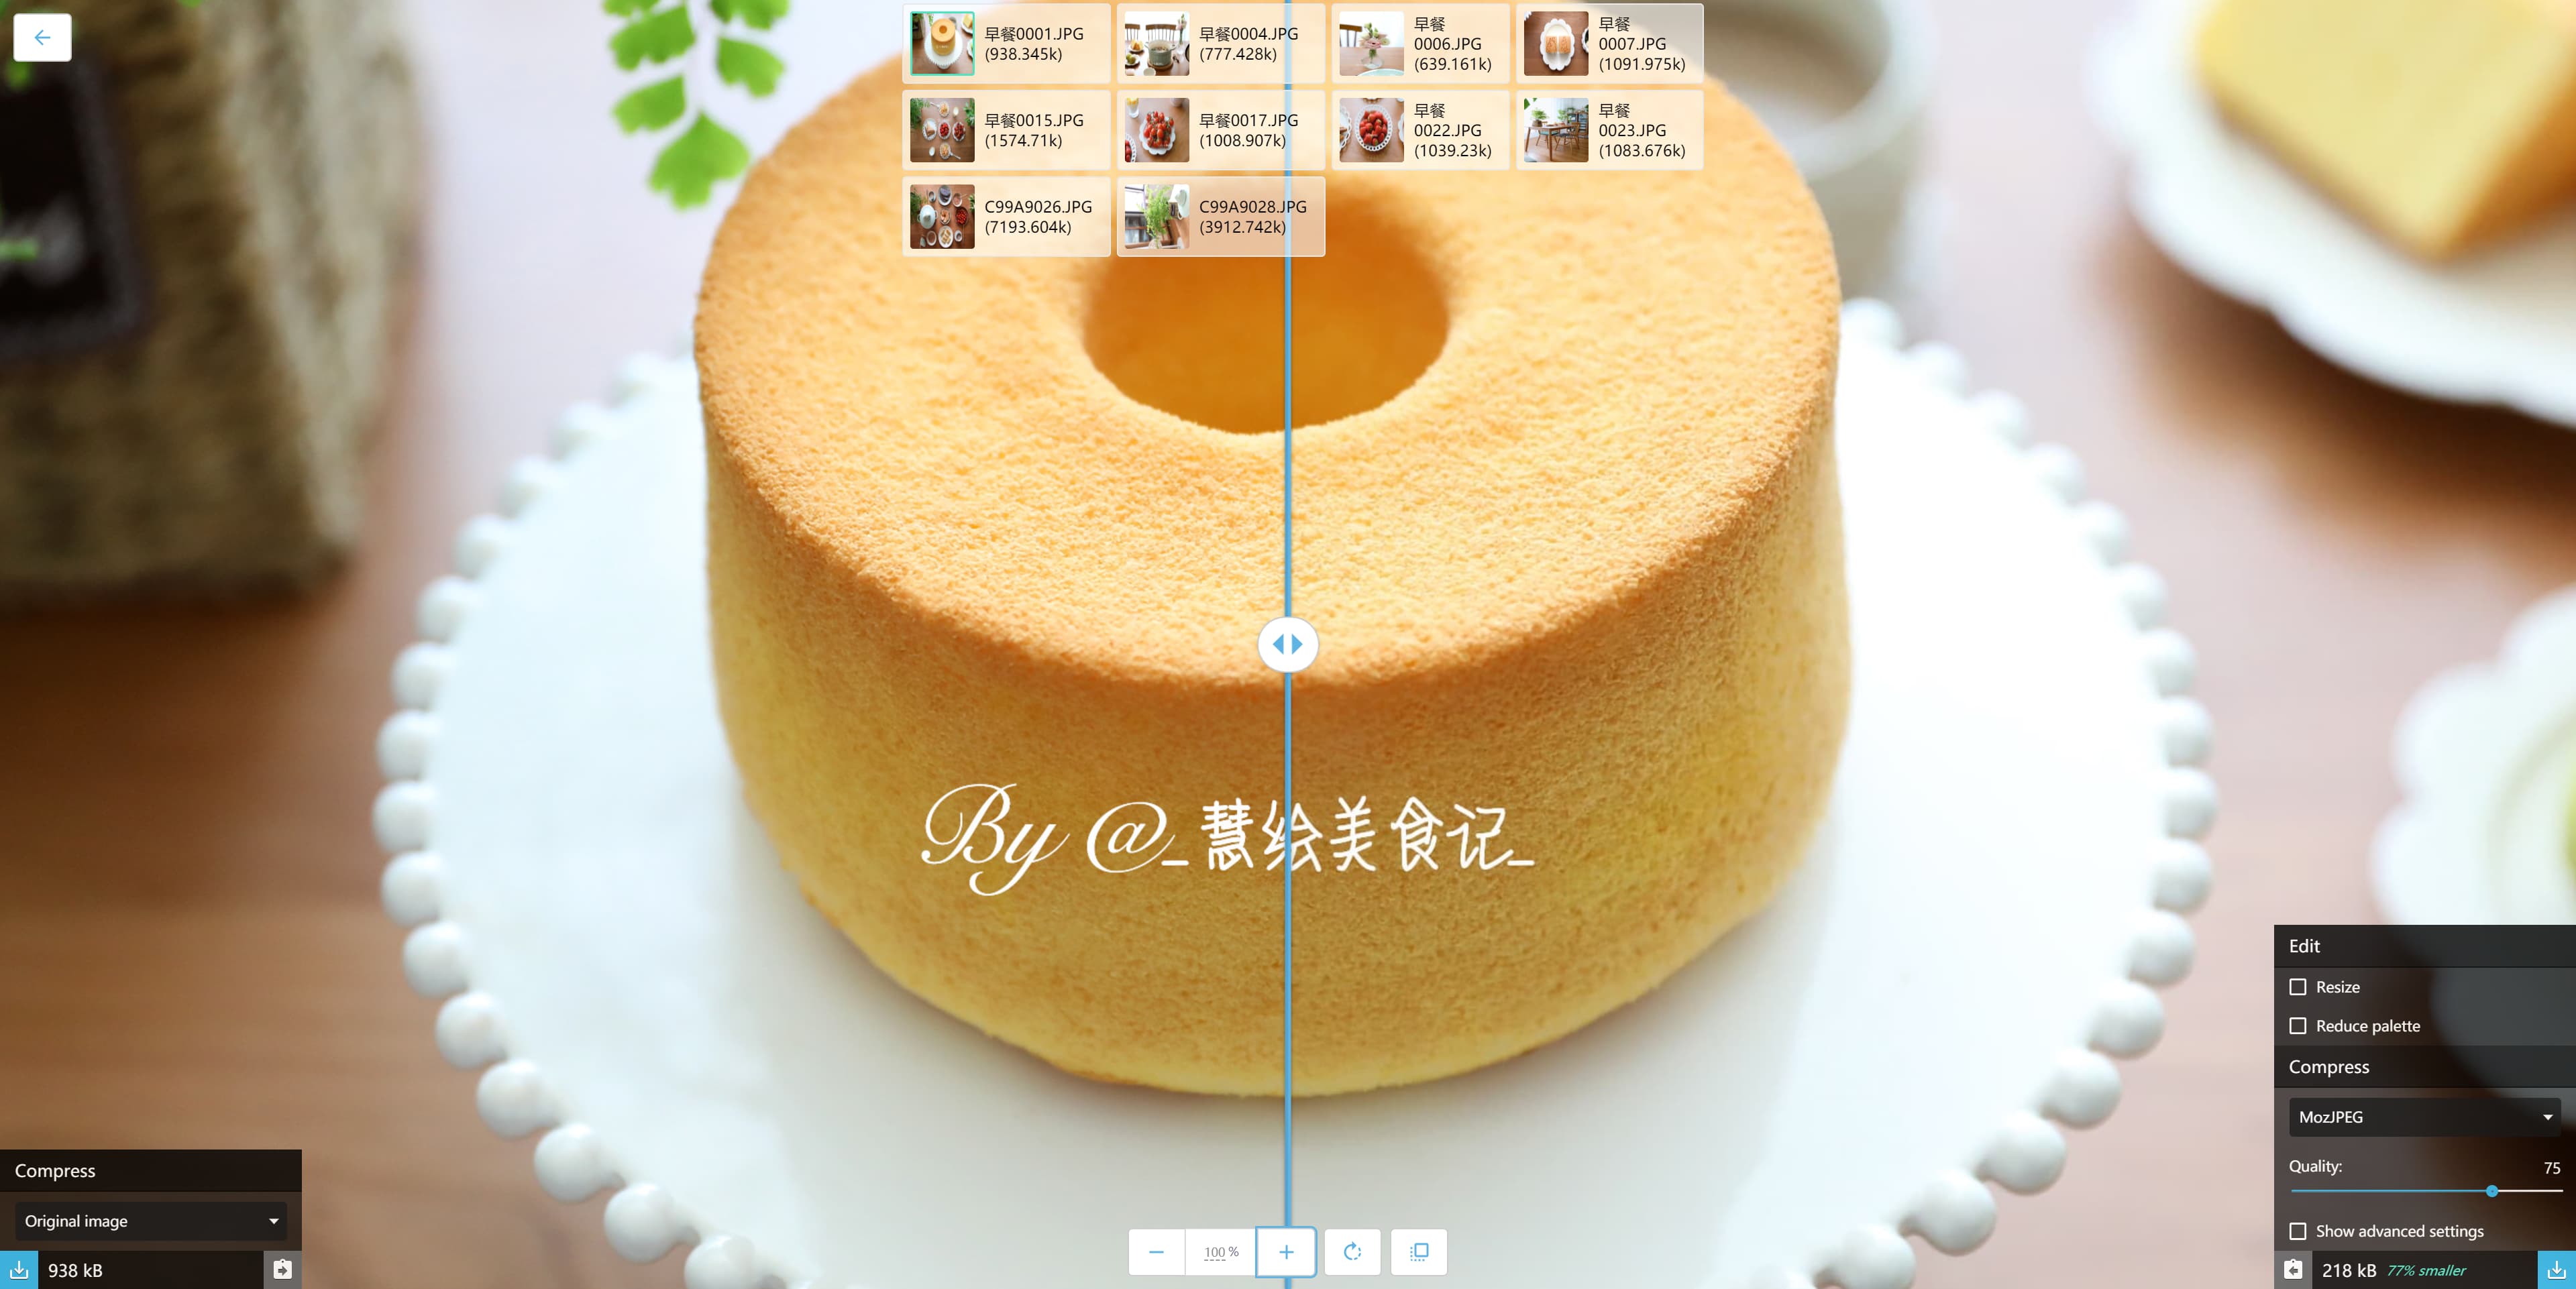 早餐0001.JPG
(938.345k)
早餐0004.JPG
(777.428k)
早餐
0006.JPG
(639.161k)
早餐
0007.JPG
(1091.975k)
早餐0015.JPG
(1574.71k)
早餐0017.JPG
(1008.907k)
早餐
0022.JPG
(1039.23k)
早餐
0023.JPG
(1083.676k)
C99A9026.JPG
(7193.604k)
C99A9028.JPG
(3912.742k)
By @_慧绘美食记_
Compress
Original image
938 kB
100 %
Edit
Resize
Reduce palette
Compress
MozJPEG
Quality: 75
Show advanced settings
218 kB 77% smaller